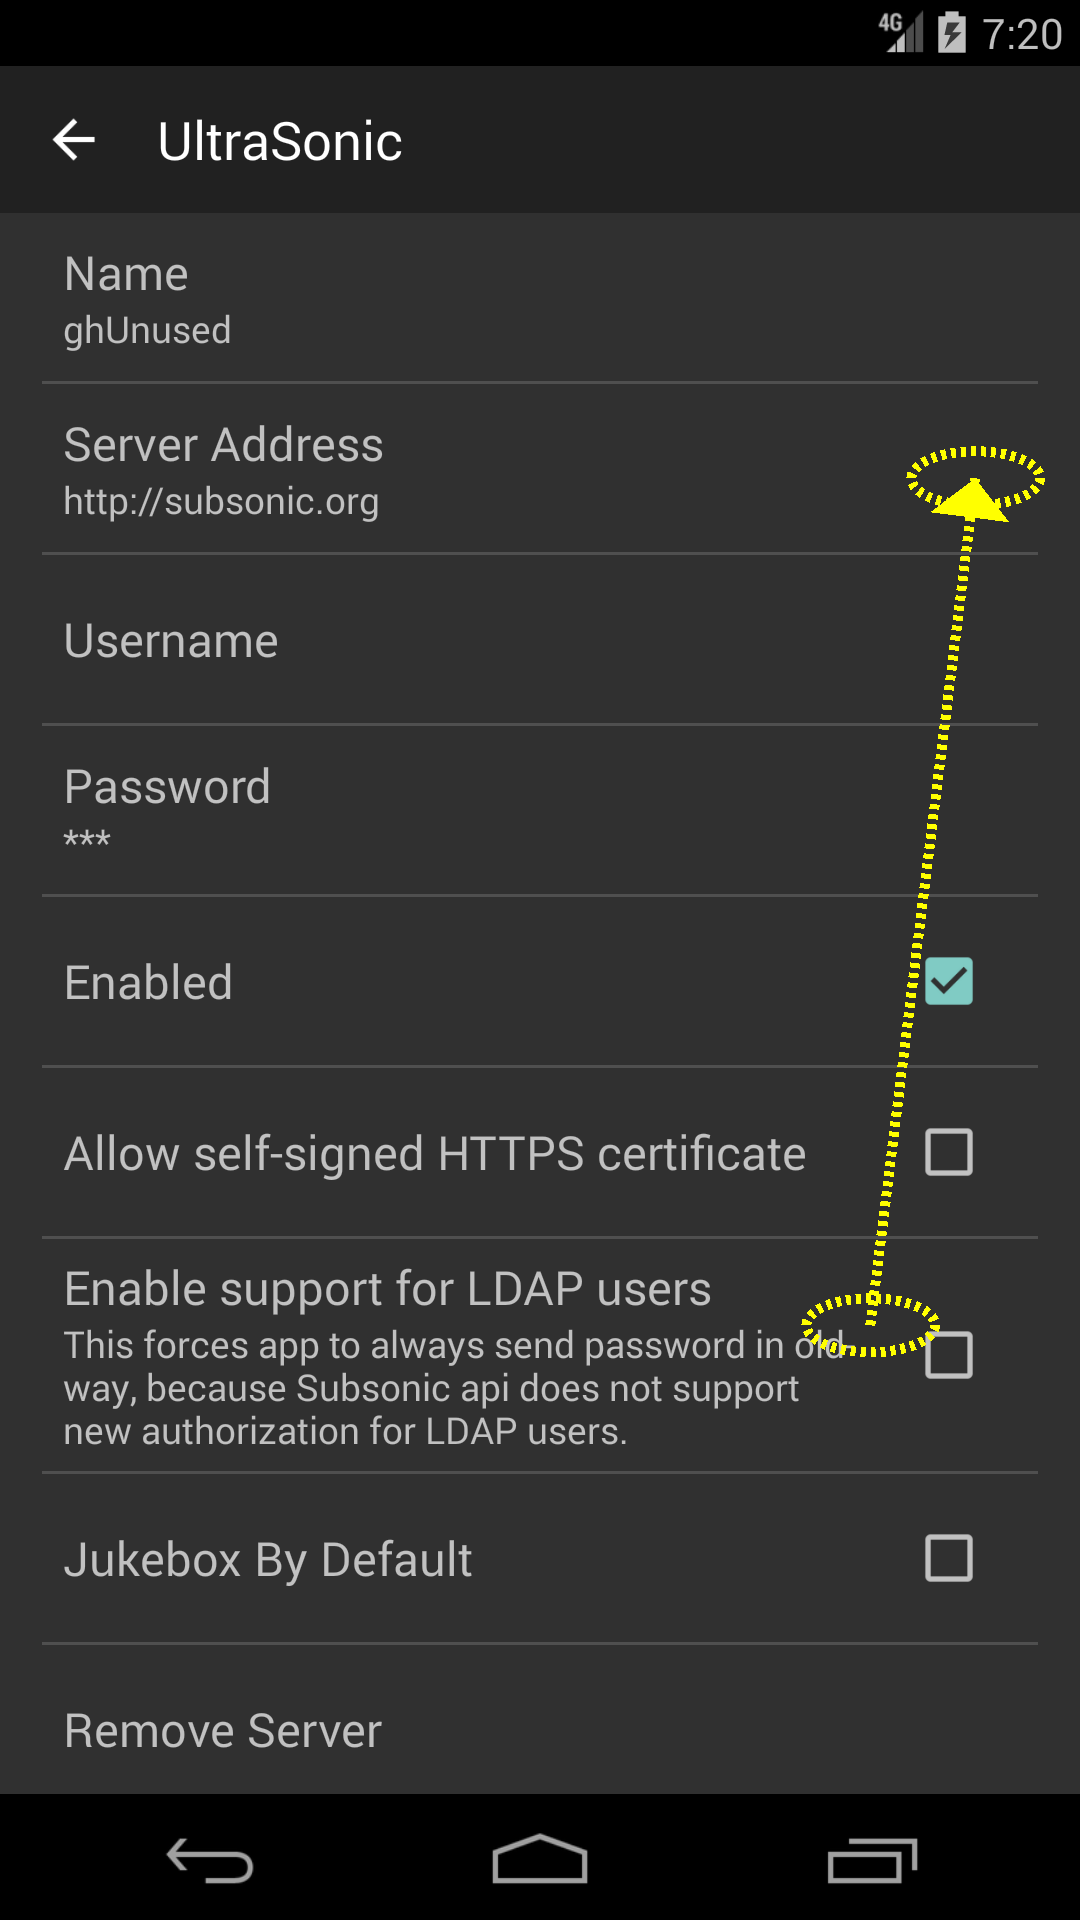 4G 7:20
UltraSonic
Name
ghUnused
Server Address
http://subsonic.org
Username
Password
***
Enabled
Allow self-signed HTTPS certificate
Enable support for LDAP users
This forces app to always send password in old
way, because Subsonic api does not support
new authorization for LDAP users.
Jukebox By Default
Remove Server